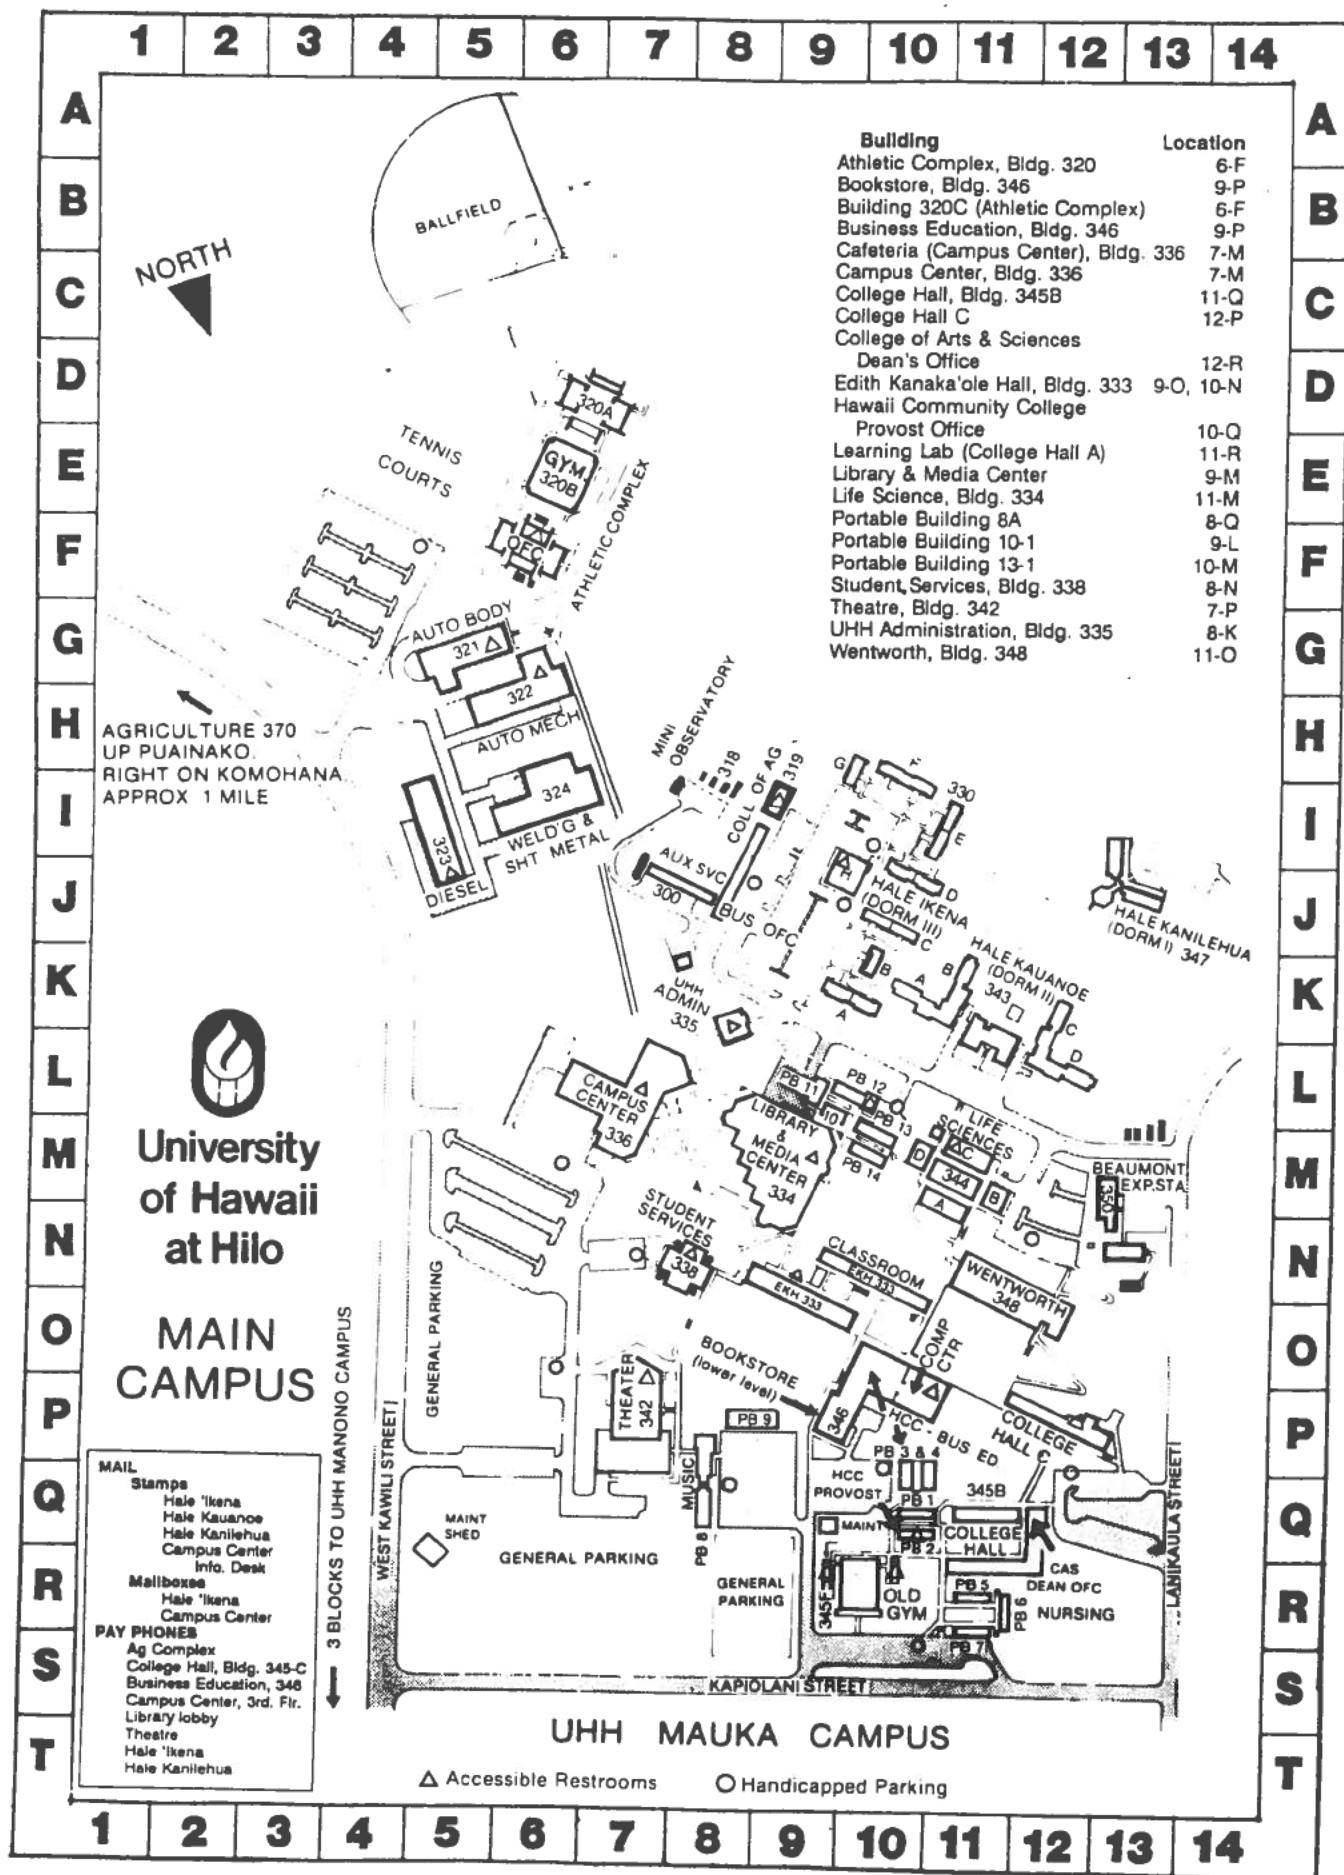 1 2 3 4 5 6 7 8 9 10 11 12 13 14
A
B
C
D
E
F
G
H
I
J
K
L
M
N
O
P
Q
R
S
T
A
B
C
D
E
F
G
H
I
J
K
L
M
N
O
P
Q
R
S
T
Building Location
Athletic Complex, Bldg. 320 6-F
Bookstore, Bldg. 346 9-P
Building 320C (Athletic Complex) 6-F
Business Education, Bldg. 346 9-P
Cafeteria (Campus Center), Bldg. 336 7-M
Campus Center, Bldg. 336 7-M
College Hall, Bldg. 345B 11-Q
College Hall C 12-P
College of Arts & Sciences
Dean's Office 12-R
Edith Kanaka'ole Hall, Bldg. 333 9-O, 10-N
Hawaii Community College
Provost Office 10-Q
Learning Lab (College Hall A) 11-R
Library & Media Center 9-M
Life Science, Bldg. 334 11-M
Portable Building 8A 8-Q
Portable Building 10-1 9-L
Portable Building 13-1 10-M
Student Services, Bldg. 338 8-N
Theatre, Bldg. 342 7-P
UHH Administration, Bldg. 335 8-K
Wentworth, Bldg. 348 11-O
BALLFIELD
NORTH
320A
TENNIS
COURTS
GYM
320B
OFC
ATHLETIC COMPLEX
AUTO BODY
321
322
AUTO MECH
324
WELD'G &
SHT METAL
323
DIESEL
AGRICULTURE 370
UP PUAINAKO.
RIGHT ON KOMOHANA
APPROX 1 MILE
MINI
OBSERVATORY
318
COLL OF AG
319
AUX SVC
300
BUS OFC
UHH
ADMIN
335
G
F
330
E
H
D
HALE IKENA
(DORM III)
C
B
A
HALE KAUANOE
(DORM II)
343
B
A
C
D
HALE KANILEHUA
(DORM I) 347
University
of Hawaii
at Hilo
MAIN
CAMPUS
CAMPUS
CENTER
336
PB 11
PB 12
10
PB 13
PB 14
LIBRARY
&
MEDIA
CENTER
334
LIFE
SCIENCES
D
C
344
A
B
BEAUMONT
EXP.STA
350
STUDENT
SERVICES
338
CLASSROOM
EKH 333
EKH 333
WENTWORTH
348
BOOKSTORE
(lower level)
COMP
CTR
346
HCC - BUS ED
COLLEGE
HALL C
THEATER
342
PB 9
MUSIC
PB 8
PB 3 & 4
HCC
PROVOST
PB 1
345B
MAINT
PB 2
COLLEGE
HALL
CAS
DEAN OFC
345F
OLD
GYM
PB 5
PB 6
NURSING
PB 7
GENERAL PARKING
MAINT
SHED
GENERAL PARKING
GENERAL
PARKING
WEST KAWILI STREET
3 BLOCKS TO UHH MANONO CAMPUS
LANIKAULA STREET
KAPIOLANI STREET
MAIL
Stamps
Hale 'Ikena
Hale Kauanoe
Hale Kanilehua
Campus Center
Info. Desk
Mailboxes
Hale 'Ikena
Campus Center
PAY PHONES
Ag Complex
College Hall, Bldg. 345-C
Business Education, 346
Campus Center, 3rd. Flr.
Library lobby
Theatre
Hale 'Ikena
Hale Kanilehua
UHH MAUKA CAMPUS
Accessible Restrooms
Handicapped Parking
1 2 3 4 5 6 7 8 9 10 11 12 13 14